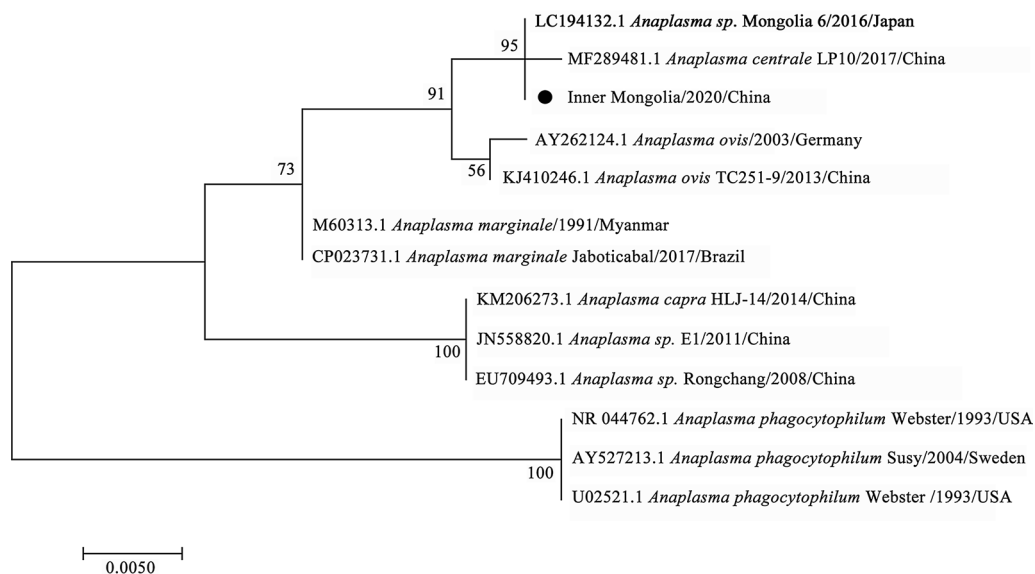 LC194132.1 Anaplasma sp. Mongolia 6/2016/Japan
95
MF289481.1 Anaplasma centrale LP10/2017/China
91
Inner Mongolia/2020/China
AY262124.1 Anaplasma ovis/2003/Germany
73
56
KJ410246.1 Anaplasma ovis TC251-9/2013/China
M60313.1 Anaplasma marginale/1991/Myanmar
CP023731.1 Anaplasma marginale Jaboticabal/2017/Brazil
KM206273.1 Anaplasma capra HLJ-14/2014/China
JN558820.1 Anaplasma sp. E1/2011/China
100
EU709493.1 Anaplasma sp. Rongchang/2008/China
NR 044762.1 Anaplasma phagocytophilum Webster/1993/USA
AY527213.1 Anaplasma phagocytophilum Susy/2004/Sweden
100
U02521.1 Anaplasma phagocytophilum Webster /1993/USA
0.0050